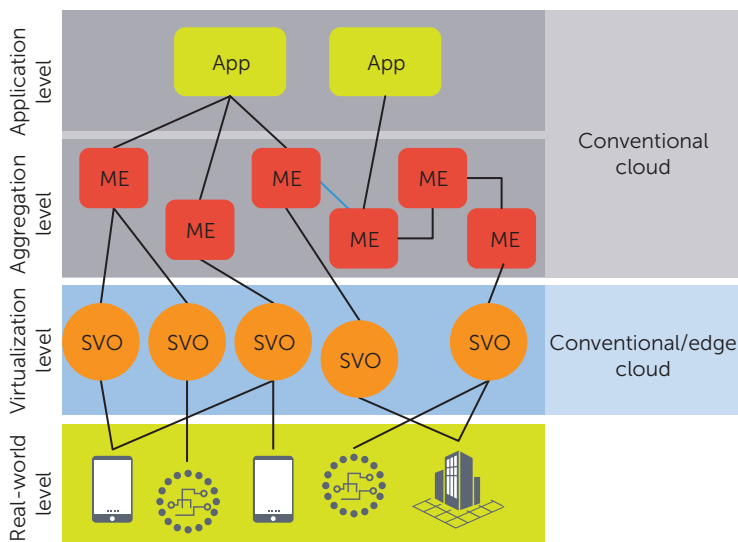 Application
level
App
App
Conventional
cloud
Aggregation
level
ME
ME
ME
ME
ME
ME
Virtualization
level
SVO
SVO
SVO
SVO
SVO
Conventional/edge
cloud
Real-world
level